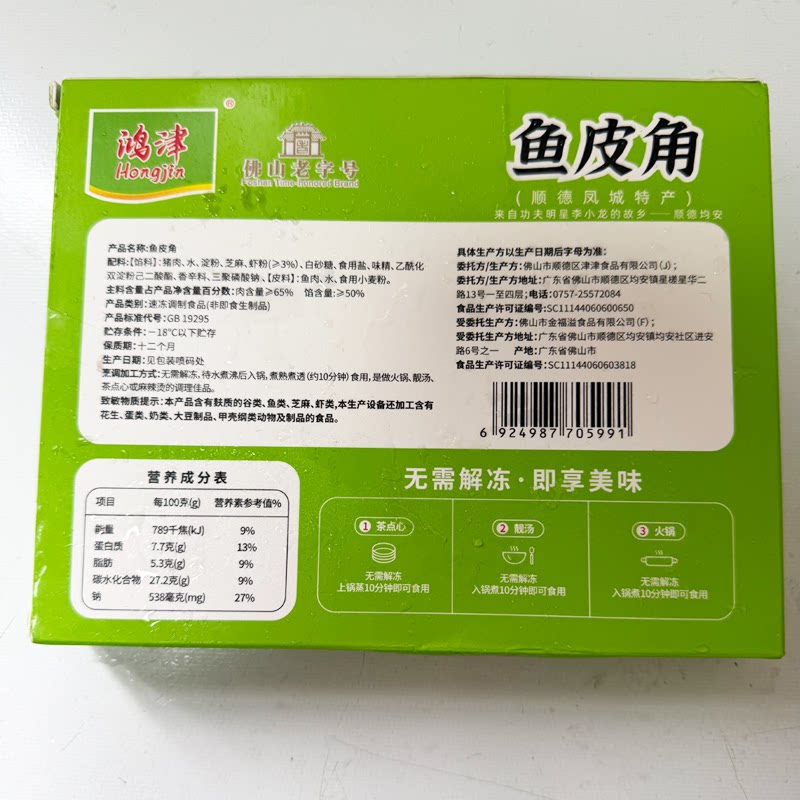 鸿津
Hongjin
®
佛山老字号
Foshan Time-honored Brand
鱼皮角
(顺德凤城特产)
来自功夫明星李小龙的故乡——顺德均安
产品名称:鱼皮角
配料:【馅料】:猪肉、水、淀粉、芝麻、虾粉(≥3%)、白砂糖、食用盐、味精、乙酰化
双淀粉己二酸酯、香辛料、三聚磷酸钠、【皮料】:鱼肉、水、食用小麦粉。
主料含量占产品净含量百分数:肉含量≥65% 馅含量:≥50%
产品类别:速冻调制食品(非即食生制品)
产品标准代号:GB 19295
贮存条件:-18℃以下贮存
保质期:十二个月
生产日期:见包装喷码处
烹调加工方式:无需解冻,待水煮沸后入锅,煮熟煮透(约10分钟)食用,是做火锅、靓汤、
茶点心或麻辣烫的调理佳品。
致敏物质提示:本产品含有麸质的谷类、鱼类、芝麻、虾类,本生产设备还加工含有
花生、蛋类、奶类、大豆制品、甲壳纲类动物及制品的食品。
具体生产方以生产日期后字母为准:
委托方/生产方:佛山市顺德区津津食品有限公司(J);
委托方/生产方地址:广东省佛山市顺德区均安镇星槎星华二
路13号一至四层;电话:0757-25572084
食品生产许可证编号:SC11144060600650
受委托生产方:佛山市金福溢食品有限公司(F);
受委托生产方地址:广东省佛山市顺德区均安镇均安社区进安
路6号之一 产地:广东省佛山市
食品生产许可证编号:SC11144060603818
6 924987 705991
营养成分表
项目 每100克(g) 营养素参考值%
能量 789千焦(kJ) 9%
蛋白质 7.7克(g) 13%
脂肪 5.3克(g) 9%
碳水化合物 27.2克(g) 9%
钠 538毫克(mg) 27%
无需解冻·即享美味
1 茶点心
无需解冻
上锅蒸10分钟即可食用
2 靓汤
无需解冻
入锅煮10分钟即可食用
3 火锅
无需解冻
入锅煮10分钟即可食用